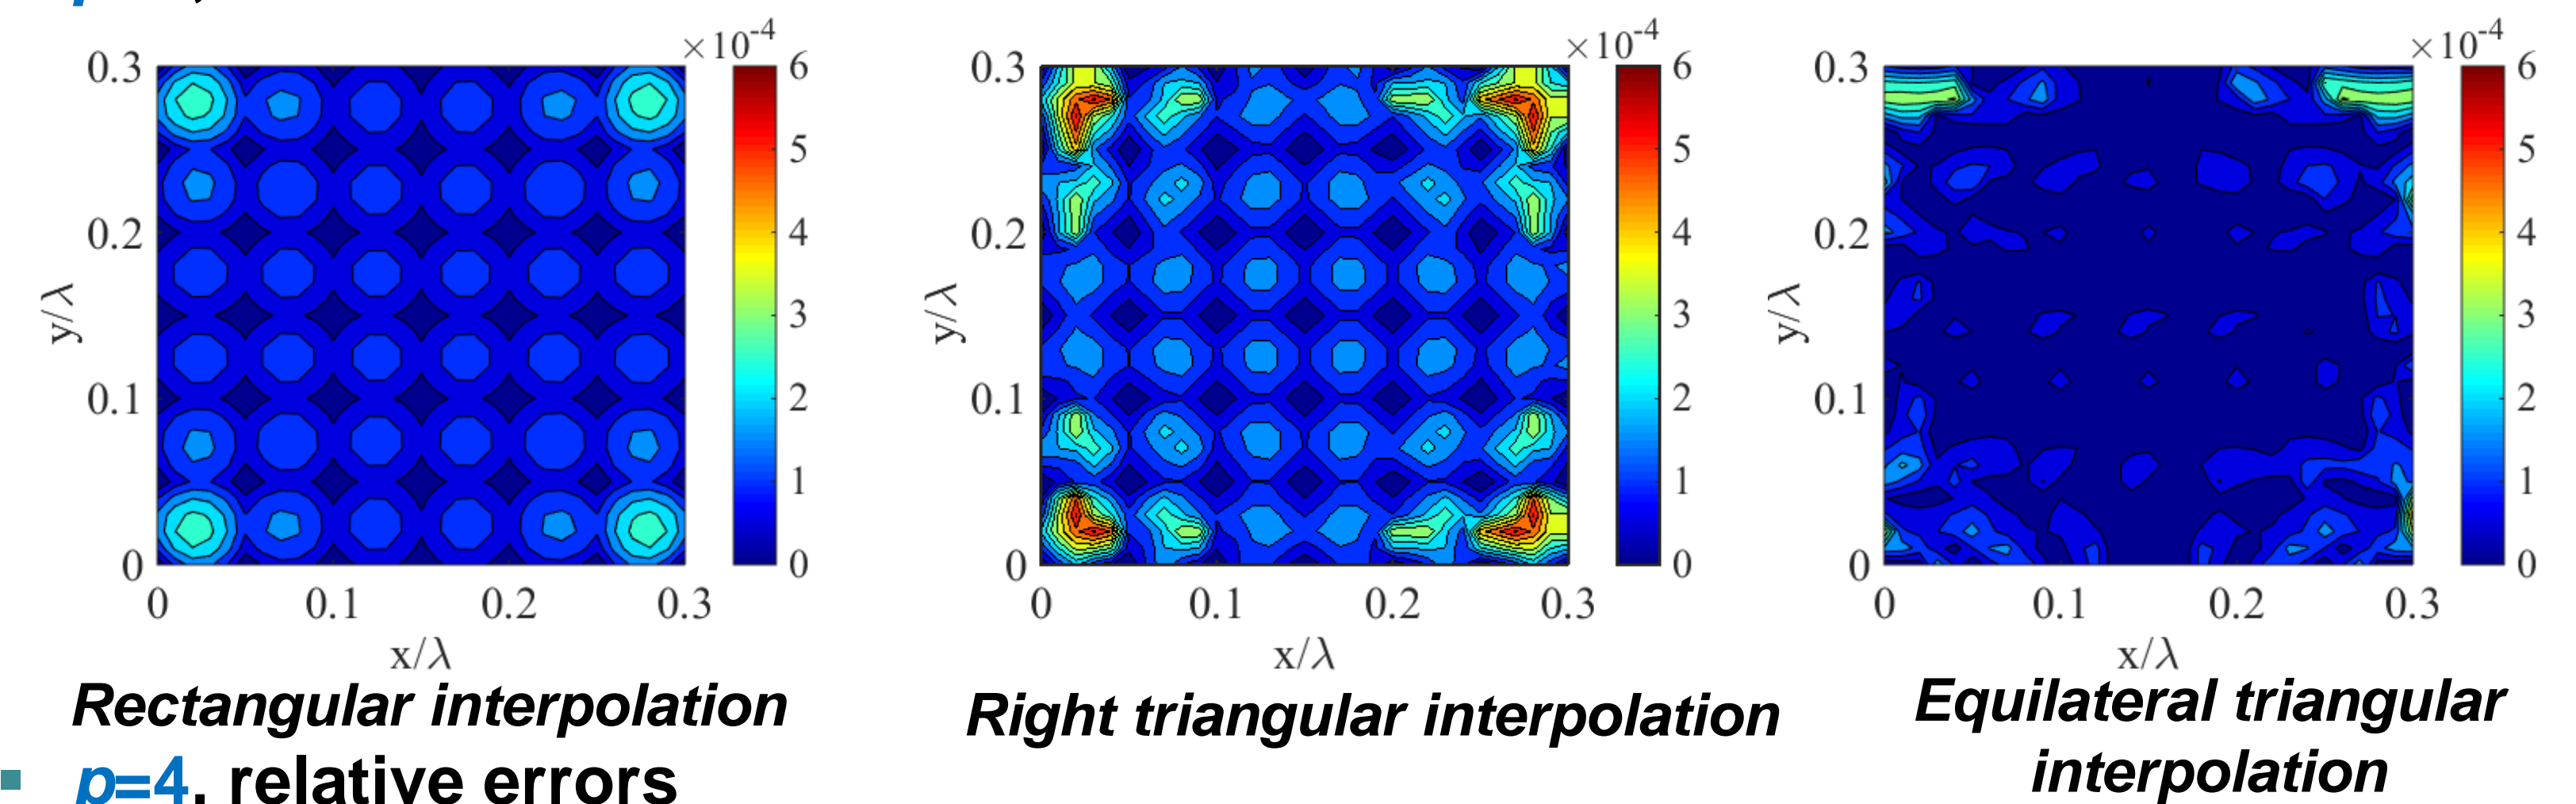 ×10-4 ×10-4 ×10-4
0.3 6 0.3 6 0.3 6
5 5 5
0.2 4 0.2 4 0.2 4
y/λ 3 y/λ 3 y/λ 3
0.1 2 0.1 2 0.1 2
1 1 1
0 0 0 0 0 0
0 0.1 0.2 0.3 0 0.1 0.2 0.3 0 0.1 0.2 0.3
x/λ x/λ x/λ
Rectangular interpolation
Right triangular interpolation
Equilateral triangular
interpolation
▪ p=4, relative errors